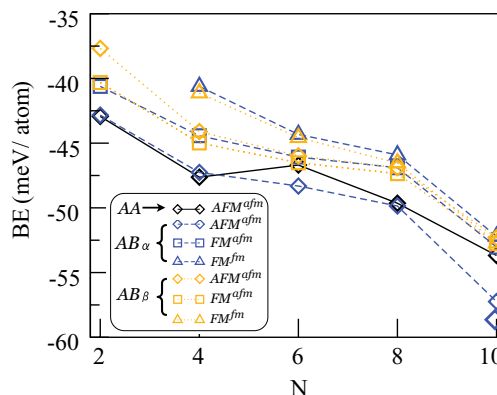 -35
-40
-45
-50
-55
-60
BE (meV/ atom)
AA AFM^afm
AB_α AFM^afm
FM^afm
FM^fm
AB_β AFM^afm
FM^afm
FM^fm
2 4 6 8 10
N